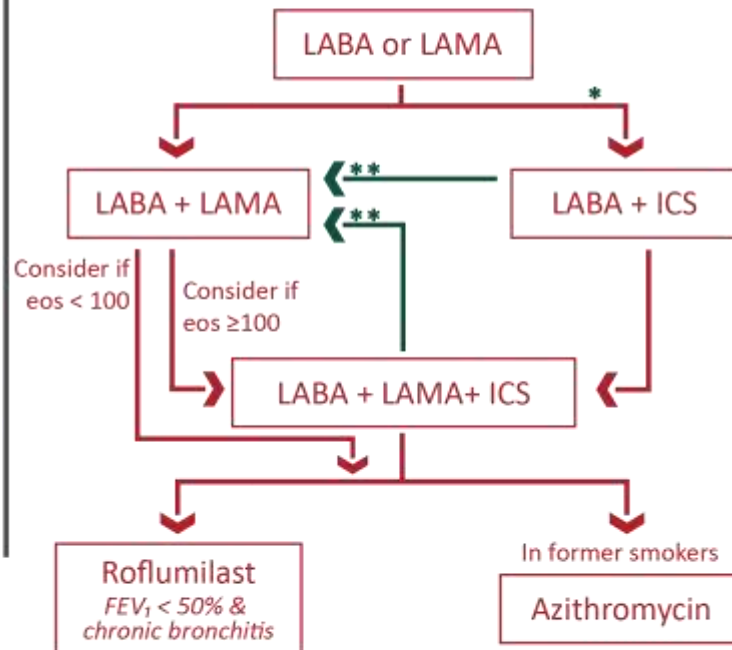 LABA or LAMA
*
LABA + LAMA
**
**
LABA + ICS
Consider if
eos < 100
Consider if
eos ≥100
LABA + LAMA+ ICS
Roflumilast
FEV₁ < 50% &
chronic bronchitis
In former smokers
Azithromycin